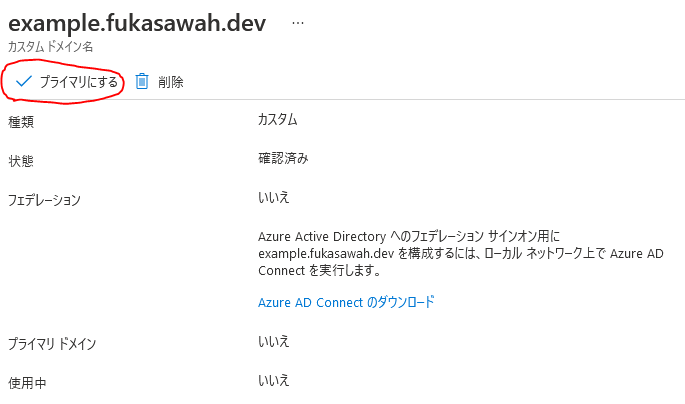 example.fukasawah.dev ...
カスタム ドメイン名
プライマリにする 削除
種類 カスタム
状態 確認済み
フェデレーション いいえ
Azure Active Directory へのフェデレーション サインオン用に
example.fukasawah.dev を構成するには、ローカル ネットワーク上で Azure AD
Connect を実行します。
Azure AD Connect のダウンロード
プライマリ ドメイン いいえ
使用中 いいえ